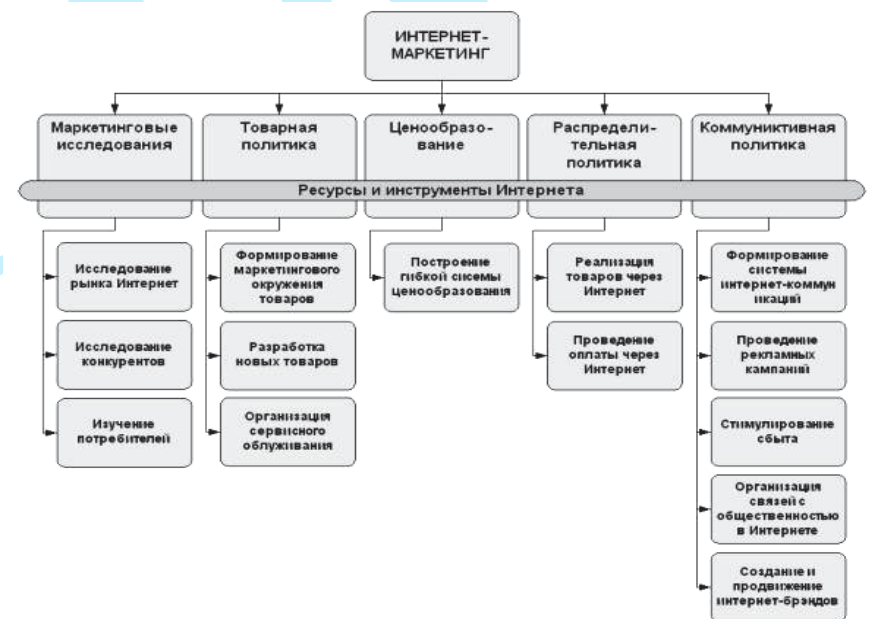 ИНТЕРНЕТ-
МАРКЕТИНГ
Маркетинговые
исследования
Товарная
политика
Ценообразо-
вание
Распредели-
тельная
политика
Коммуниктивная
политика
Ресурсы и инструменты Интернета
Исследование
рынка Интернет
Исследование
конкурентов
Изучение
потребителей
Формирование
маркетингового
окружения
товаров
Разработка
новых товаров
Организация
сервисного
облуживания
Построение
гибкой сисемы
ценообразования
Реализация
товаров через
Интернет
Проведение
оплаты через
Интернет
Формирование
системы
интернет-коммун
икаций
Проведение
рекламных
кампаний
Стимулирование
сбыта
Организация
связей с
общественностью
в Интернете
Создание и
продвижение
интернет-брэндов